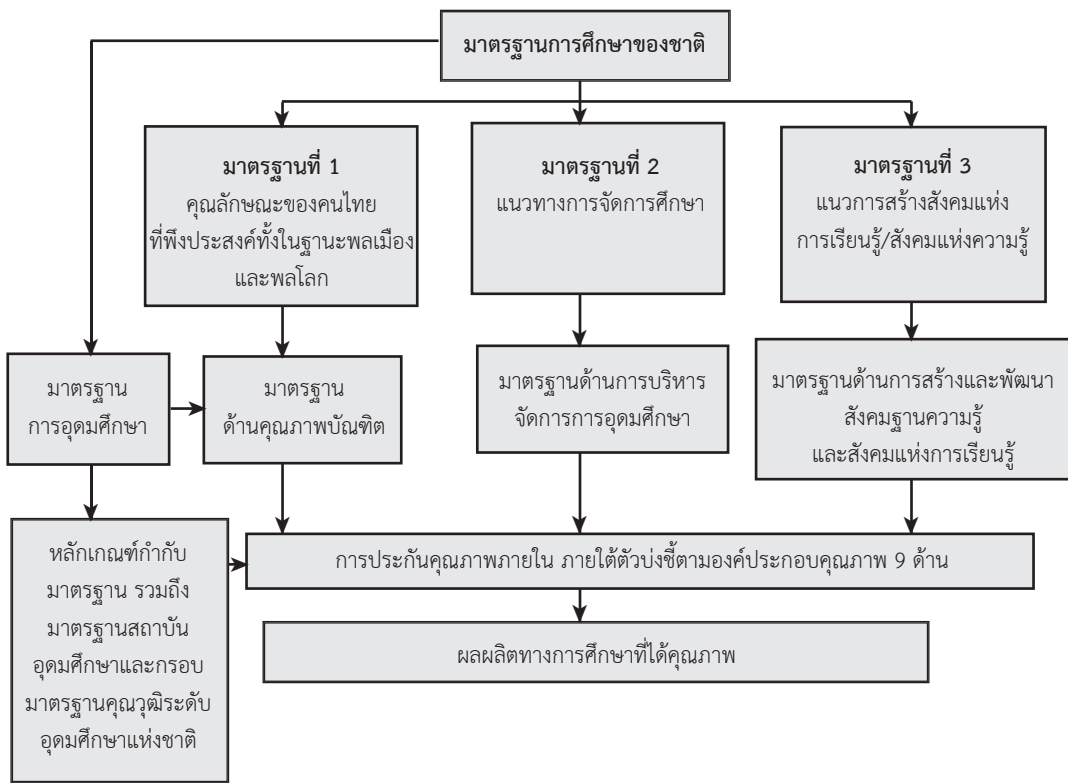 มาตรฐานการศึกษาของชาติ
มาตรฐานที่ 1
คุณลักษณะของคนไทย
ที่พึงประสงค์ทั้งในฐานะพลเมือง
และพลโลก
มาตรฐานที่ 2
แนวทางการจัดการศึกษา
มาตรฐานที่ 3
แนวการสร้างสังคมแห่ง
การเรียนรู้/สังคมแห่งความรู้
มาตรฐาน
การอุดมศึกษา
มาตรฐาน
ด้านคุณภาพบัณฑิต
มาตรฐานด้านการบริหาร
จัดการการอุดมศึกษา
มาตรฐานด้านการสร้างและพัฒนา
สังคมฐานความรู้
และสังคมแห่งการเรียนรู้
หลักเกณฑ์กำกับ
มาตรฐาน รวมถึง
มาตรฐานสถาบัน
อุดมศึกษาและกรอบ
มาตรฐานคุณวุฒิระดับ
อุดมศึกษาแห่งชาติ
การประกันคุณภาพภายใน ภายใต้ตัวบ่งชี้ตามองค์ประกอบคุณภาพ 9 ด้าน
ผลผลิตทางการศึกษาที่ได้คุณภาพ